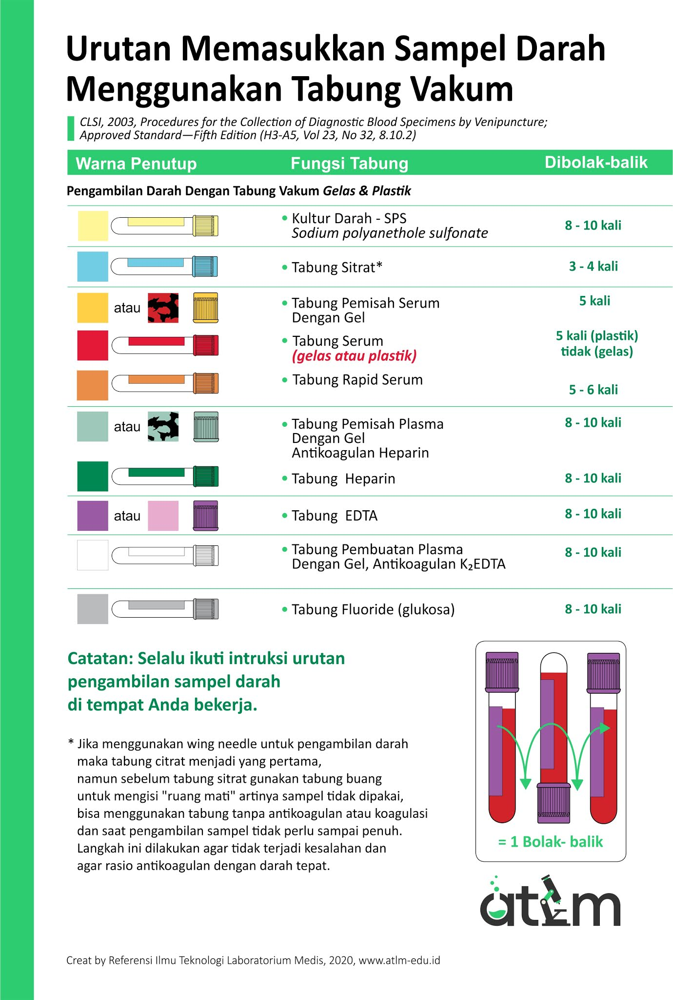 Urutan Memasukkan Sampel Darah
Menggunakan Tabung Vakum
CLSI, 2003, Procedures for the Collection of Diagnostic Blood Specimens by Venipuncture;
Approved Standard—Fifth Edition (H3-A5, Vol 23, No 32, 8.10.2)
Warna Penutup Fungsi Tabung Dibolak-balik
Pengambilan Darah Dengan Tabung Vakum Gelas & Plastik
• Kultur Darah - SPS
Sodium polyanethole sulfonate
8 - 10 kali
• Tabung Sitrat* 3 - 4 kali
atau
• Tabung Pemisah Serum
Dengan Gel
5 kali
• Tabung Serum
(gelas atau plastik)
5 kali (plastik)
tidak (gelas)
• Tabung Rapid Serum
5 - 6 kali
atau
• Tabung Pemisah Plasma
Dengan Gel
Antikoagulan Heparin
8 - 10 kali
• Tabung Heparin 8 - 10 kali
atau • Tabung EDTA 8 - 10 kali
• Tabung Pembuatan Plasma
Dengan Gel, Antikoagulan K₂EDTA
8 - 10 kali
• Tabung Fluoride (glukosa) 8 - 10 kali
Catatan: Selalu ikuti intruksi urutan
pengambilan sampel darah
di tempat Anda bekerja.
* Jika menggunakan wing needle untuk pengambilan darah
maka tabung citrat menjadi yang pertama,
namun sebelum tabung sitrat gunakan tabung buang
untuk mengisi "ruang mati" artinya sampel tidak dipakai,
bisa menggunakan tabung tanpa antikoagulan atau koagulasi
dan saat pengambilan sampel tidak perlu sampai penuh.
Langkah ini dilakukan agar tidak terjadi kesalahan dan
agar rasio antikoagulan dengan darah tepat.
= 1 Bolak- balik
atlm
Creat by Referensi Ilmu Teknologi Laboratorium Medis, 2020, www.atlm-edu.id